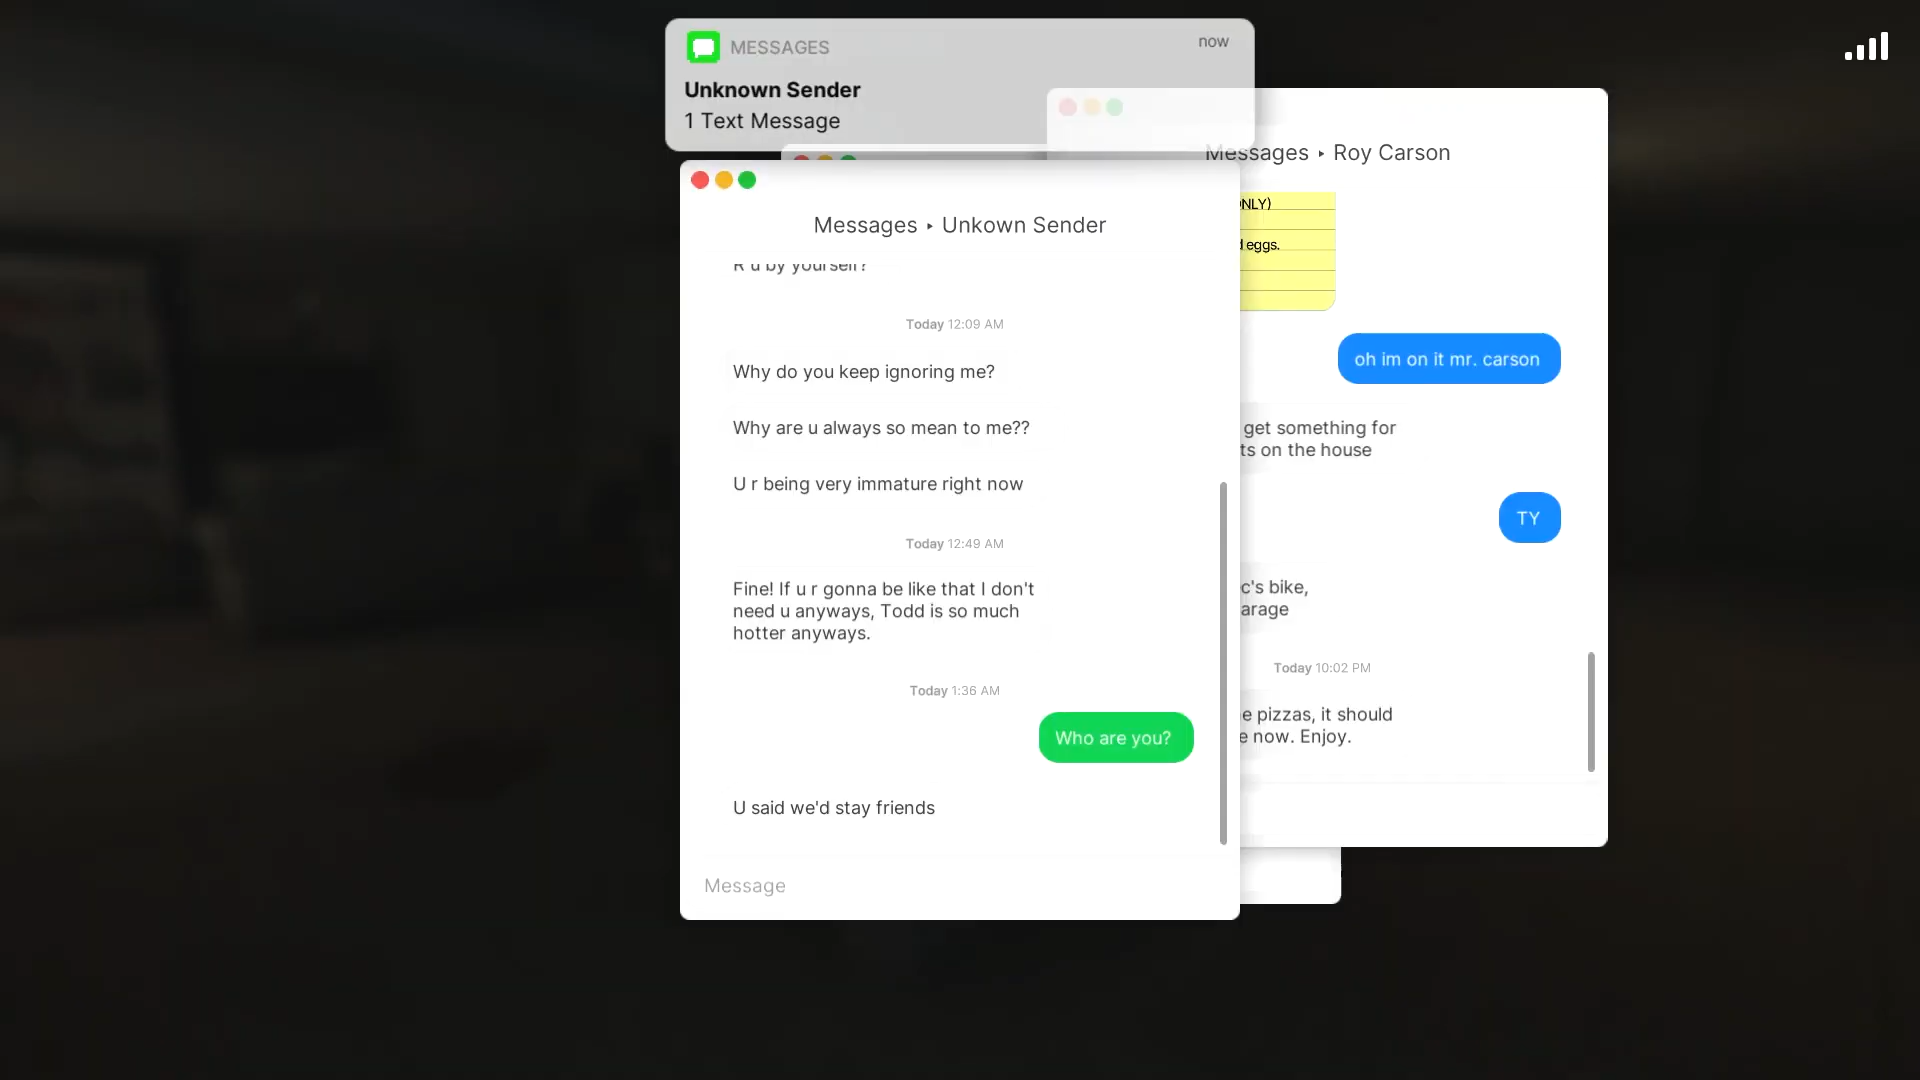 MESSAGES
now
Unknown Sender
1 Text Message
Messages ▸ Roy Carson
Messages ▸ Unkown Sender
R u by yourself?
Today 12:09 AM
Why do you keep ignoring me?
Why are u always so mean to me??
U r being very immature right now
Today 12:49 AM
Fine! If u r gonna be like that I don't
need u anyways, Todd is so much
hotter anyways.
Today 1:36 AM
Who are you?
U said we'd stay friends
Message
eggs.
oh im on it mr. carson
get something for
on the house
TY
bike,
Today 10:02 PM
pizzas, it should
now. Enjoy.